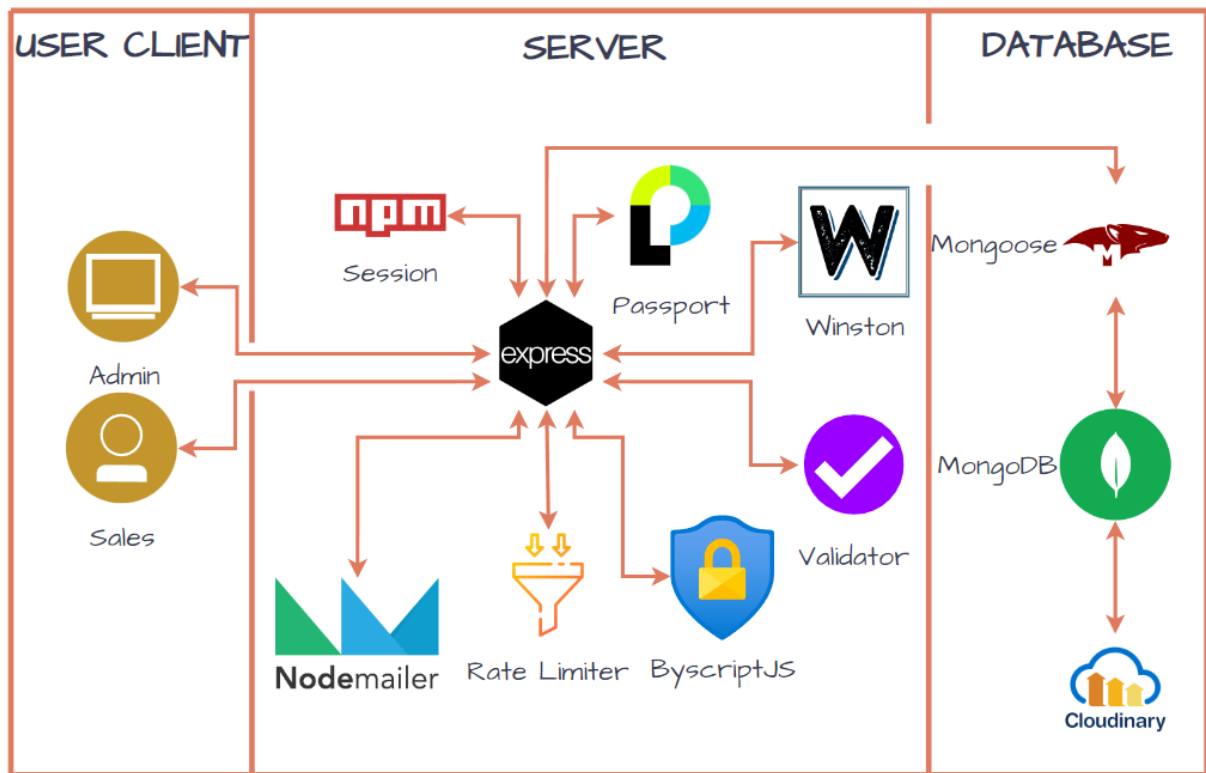 USER CLIENT
SERVER
DATABASE
npm
Session
Passport
W
Winston
Mongoose
M
express
Admin
Sales
MongoDB
Validator
Nodemailer
Rate Limiter
ByscriptJS
Cloudinary